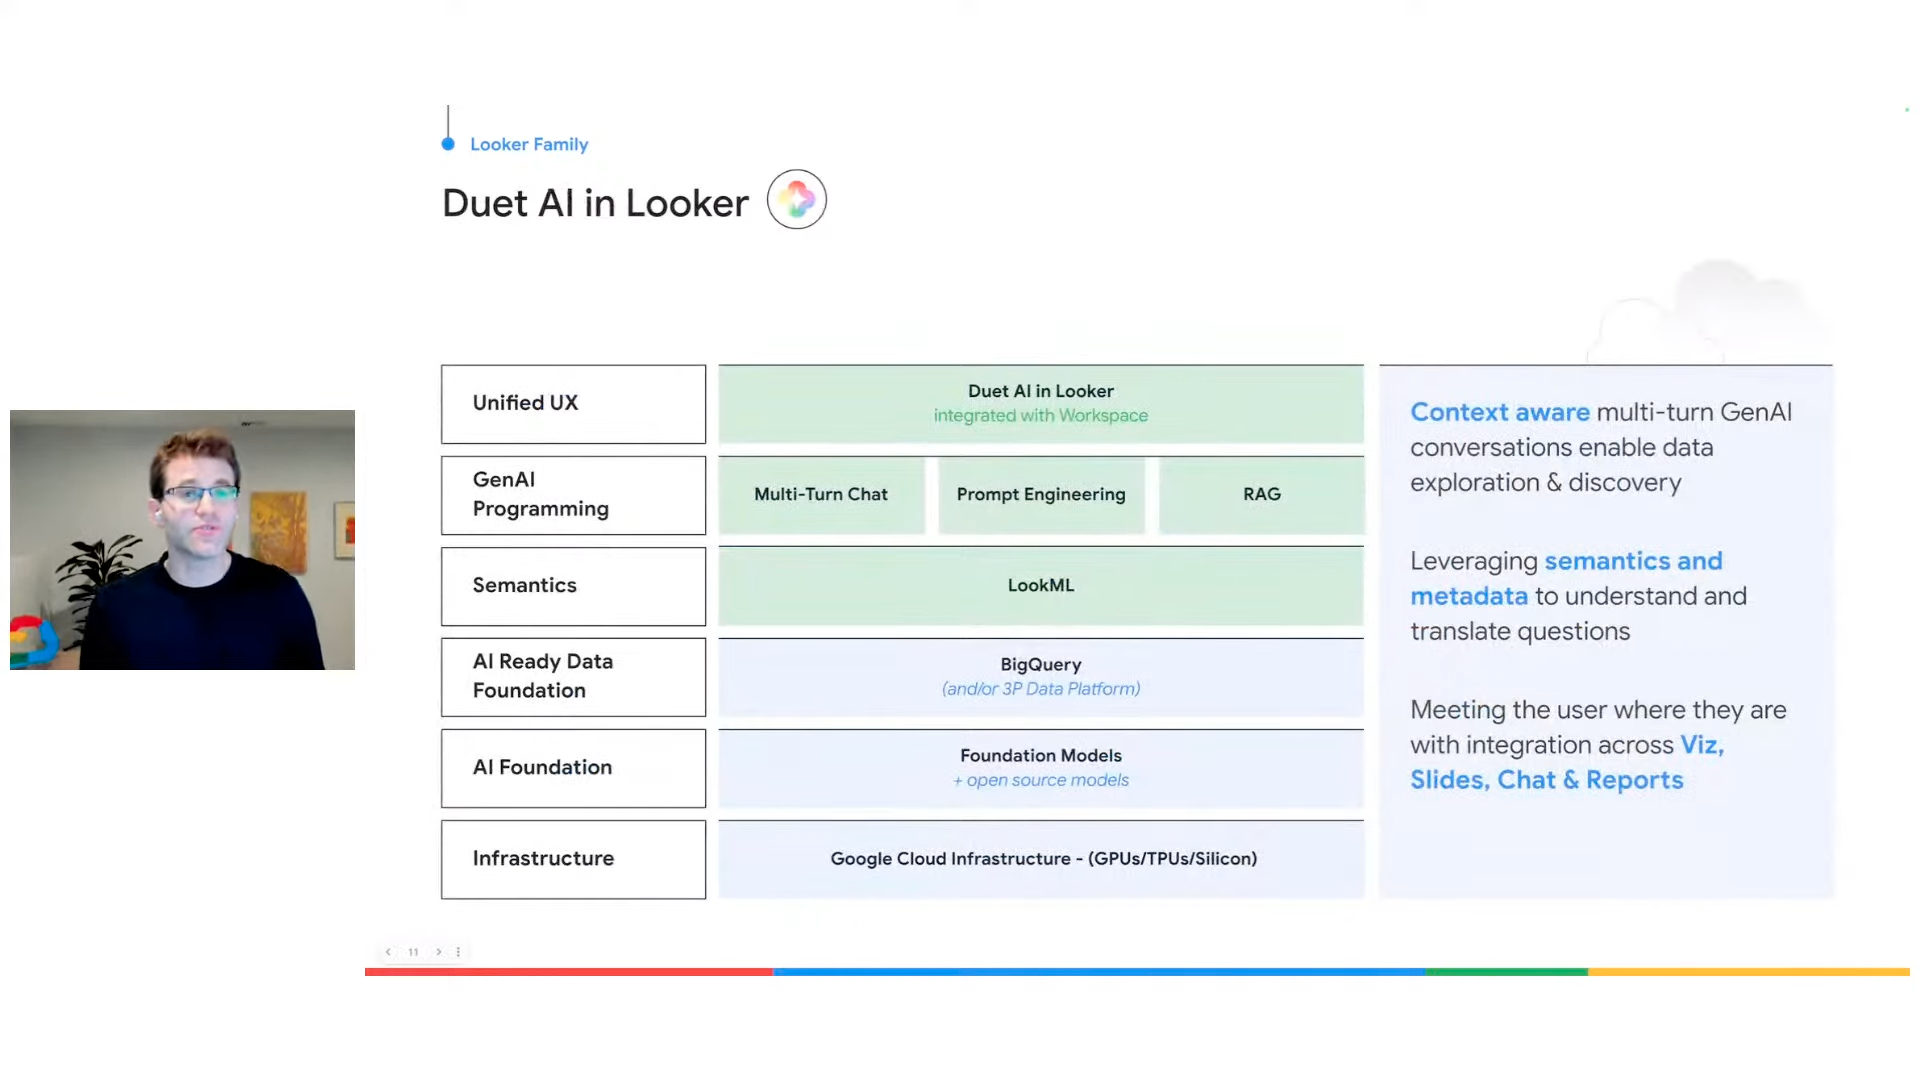 Looker Family
Duet AI in Looker
Unified UX
Duet AI in Looker
integrated with Workspace
GenAI
Programming
Multi-Turn Chat
Prompt Engineering
RAG
Semantics
LookML
AI Ready Data
Foundation
BigQuery
(and/or 3P Data Platform)
AI Foundation
Foundation Models
+ open source models
Infrastructure
Google Cloud Infrastructure - (GPUs/TPUs/Silicon)
Context aware multi-turn GenAI
conversations enable data
exploration & discovery
Leveraging semantics and
metadata to understand and
translate questions
Meeting the user where they are
with integration across Viz,
Slides, Chat & Reports
11